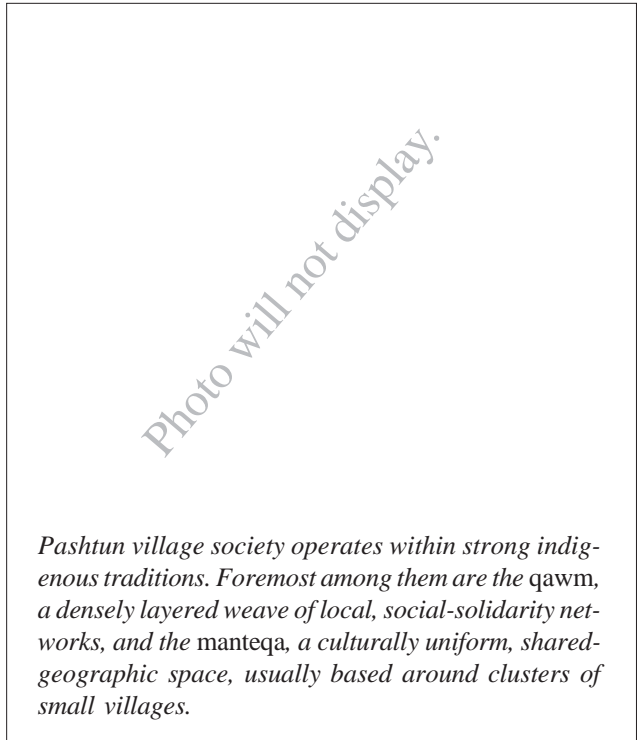 Photo will not display.
Pashtun village society operates within strong indig-
enous traditions. Foremost among them are the qawm,
a densely layered weave of local, social-solidarity net-
works, and the manteqa, a culturally uniform, shared-
geographic space, usually based around clusters of
small villages.